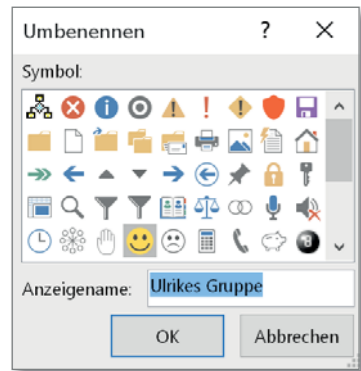 Umbenennen ? X
Symbol:
Anzeigename: Ulrikes Gruppe
OK Abbrechen